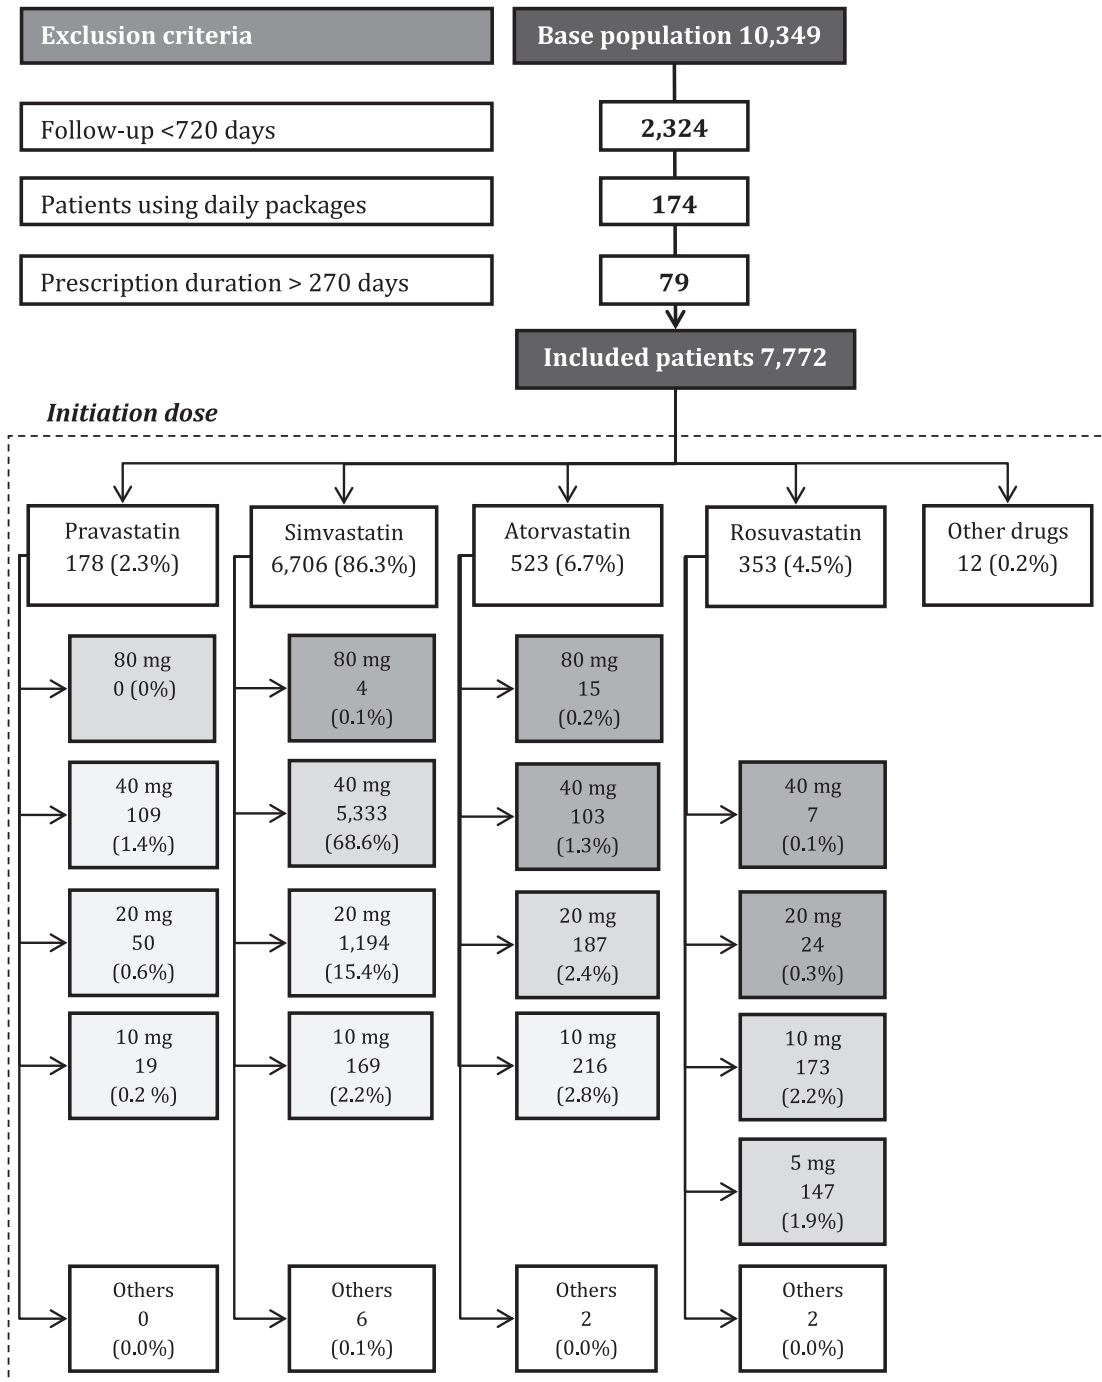 Exclusion criteria
Base population 10,349
Follow-up <720 days
2,324
Patients using daily packages
174
Prescription duration > 270 days
79
Included patients 7,772
Initiation dose
Pravastatin
178 (2.3%)
Simvastatin
6,706 (86.3%)
Atorvastatin
523 (6.7%)
Rosuvastatin
353 (4.5%)
Other drugs
12 (0.2%)
80 mg
0 (0%)
80 mg
4
(0.1%)
80 mg
15
(0.2%)
40 mg
109
(1.4%)
40 mg
5,333
(68.6%)
40 mg
103
(1.3%)
40 mg
7
(0.1%)
20 mg
50
(0.6%)
20 mg
1,194
(15.4%)
20 mg
187
(2.4%)
20 mg
24
(0.3%)
10 mg
19
(0.2 %)
10 mg
169
(2.2%)
10 mg
216
(2.8%)
10 mg
173
(2.2%)
5 mg
147
(1.9%)
Others
0
(0.0%)
Others
6
(0.1%)
Others
2
(0.0%)
Others
2
(0.0%)